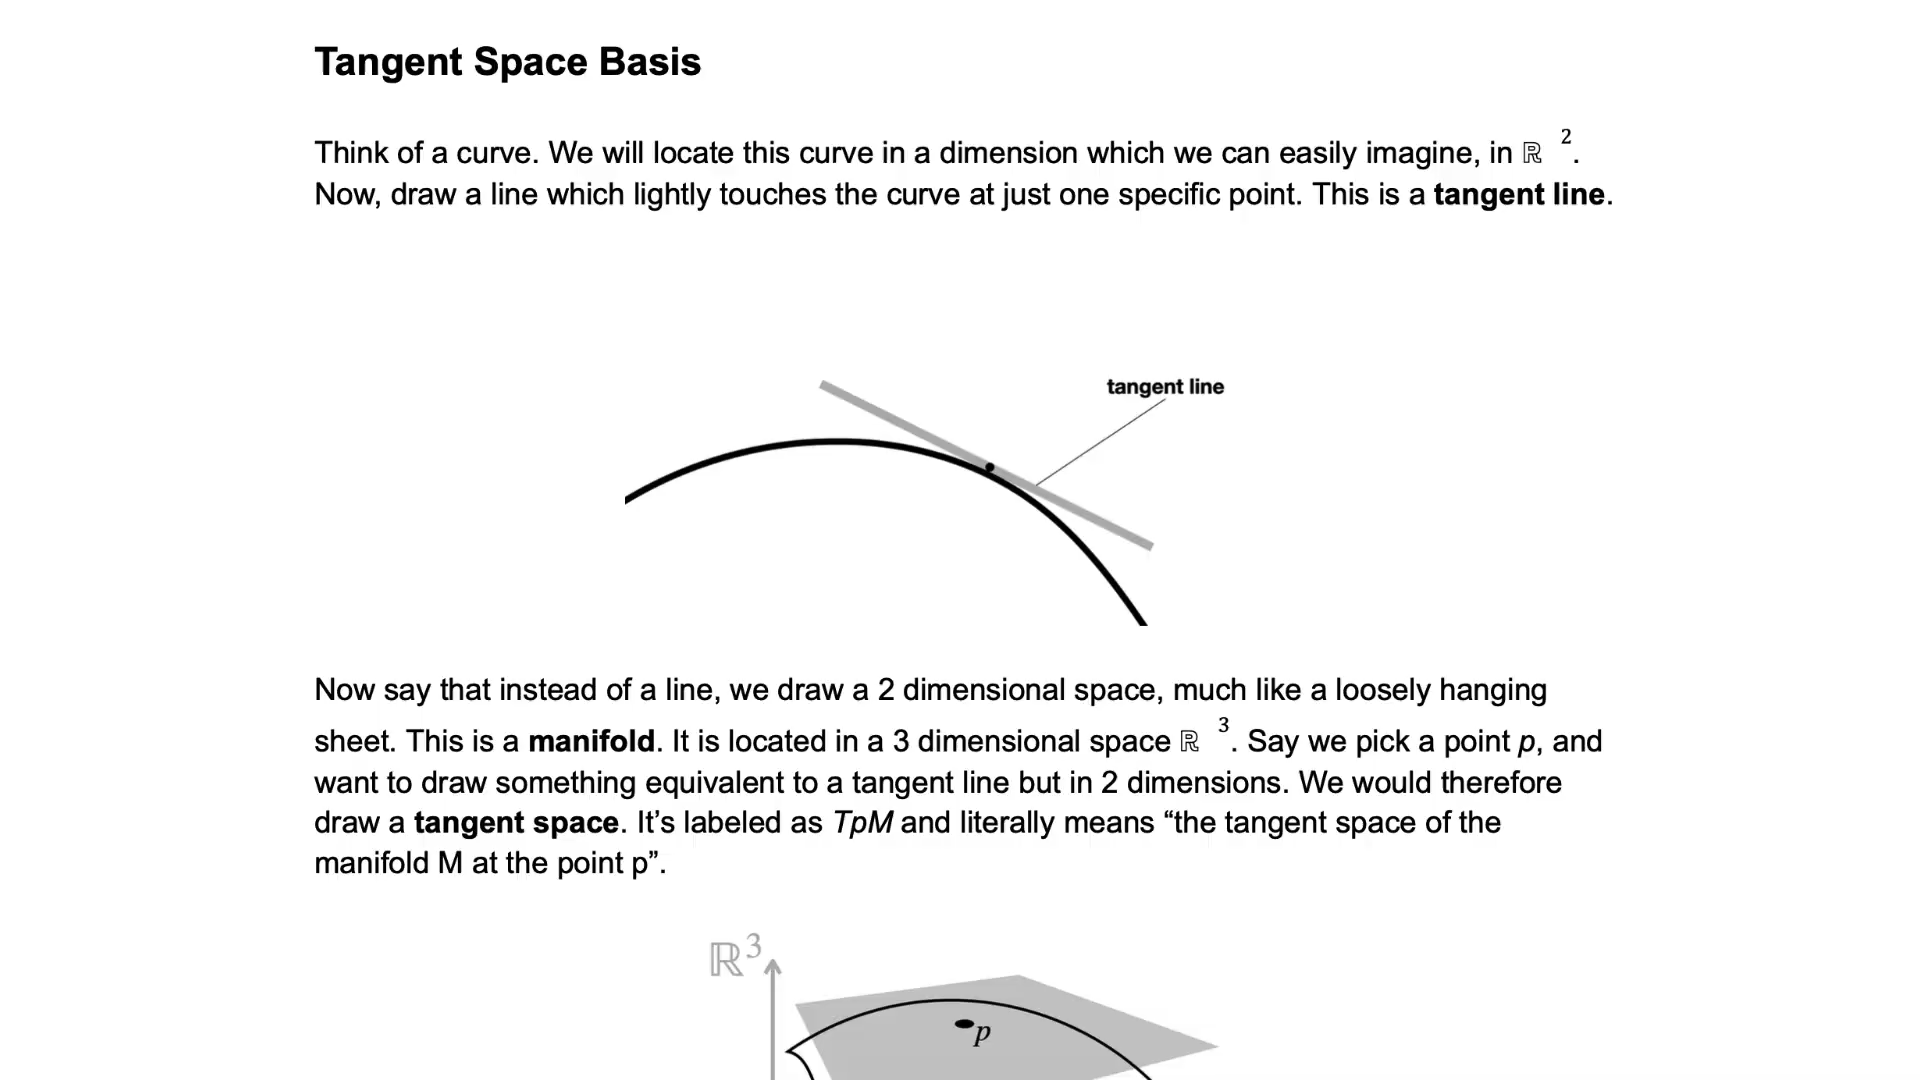 Tangent Space Basis
Think of a curve. We will locate this curve in a dimension which we can easily imagine, in ℝ ².
Now, draw a line which lightly touches the curve at just one specific point. This is a tangent line.
tangent line
Now say that instead of a line, we draw a 2 dimensional space, much like a loosely hanging
sheet. This is a manifold. It is located in a 3 dimensional space ℝ ³. Say we pick a point p, and
want to draw something equivalent to a tangent line but in 2 dimensions. We would therefore
draw a tangent space. It’s labeled as TpM and literally means “the tangent space of the
manifold M at the point p”.
ℝ³
p